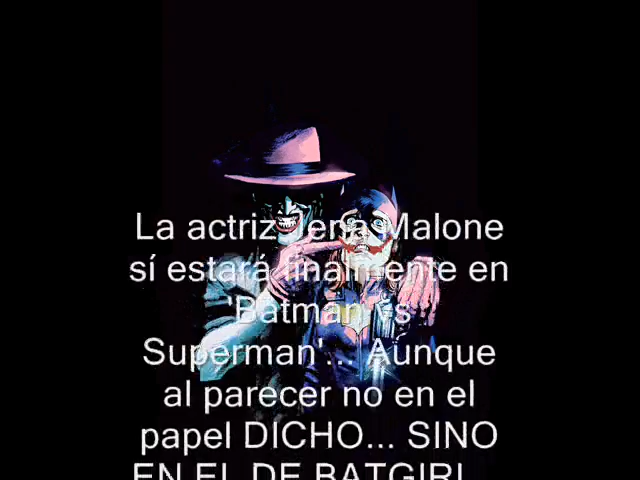 La actriz Jena Malone
sí estará finalmente en
'Batman vs
Superman'... Aunque
al parecer no en el
papel DICHO... SINO
EN EL DE BATGIRL